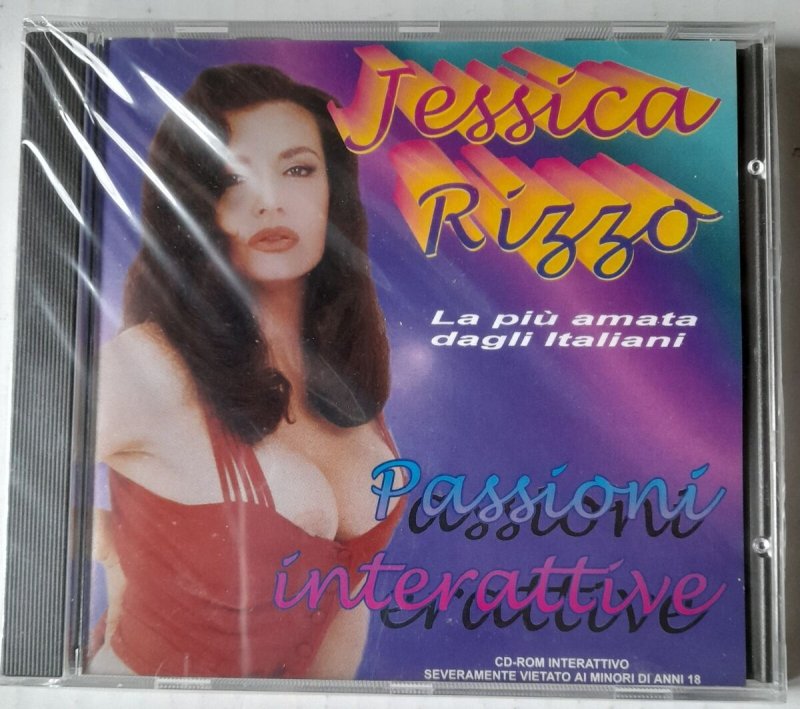 Jessica
Rizzo
La più amata
dagli Italiani
Passioni
interattive
CD-ROM INTERATTIVO
SEVERAMENTE VIETATO AI MINORI DI ANNI 18